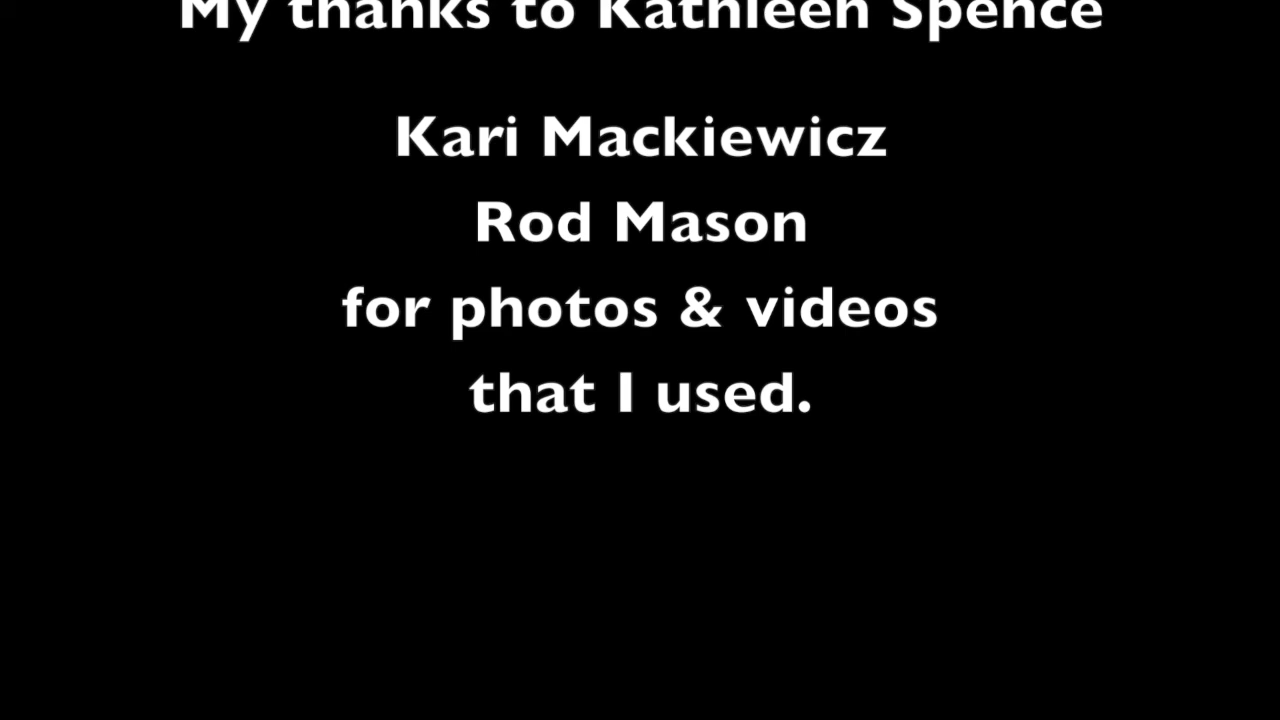 My thanks to Kathleen Spence
Kari Mackiewicz
Rod Mason
for photos & videos
that I used.